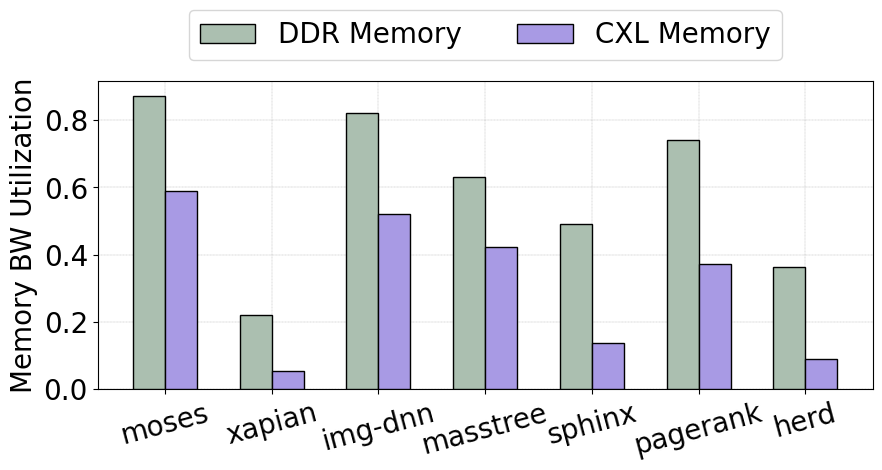 DDR Memory
CXL Memory
Memory BW Utilization
0.8
0.6
0.4
0.2
0.0
moses
xapian
img-dnn
masstree
sphinx
pagerank
herd